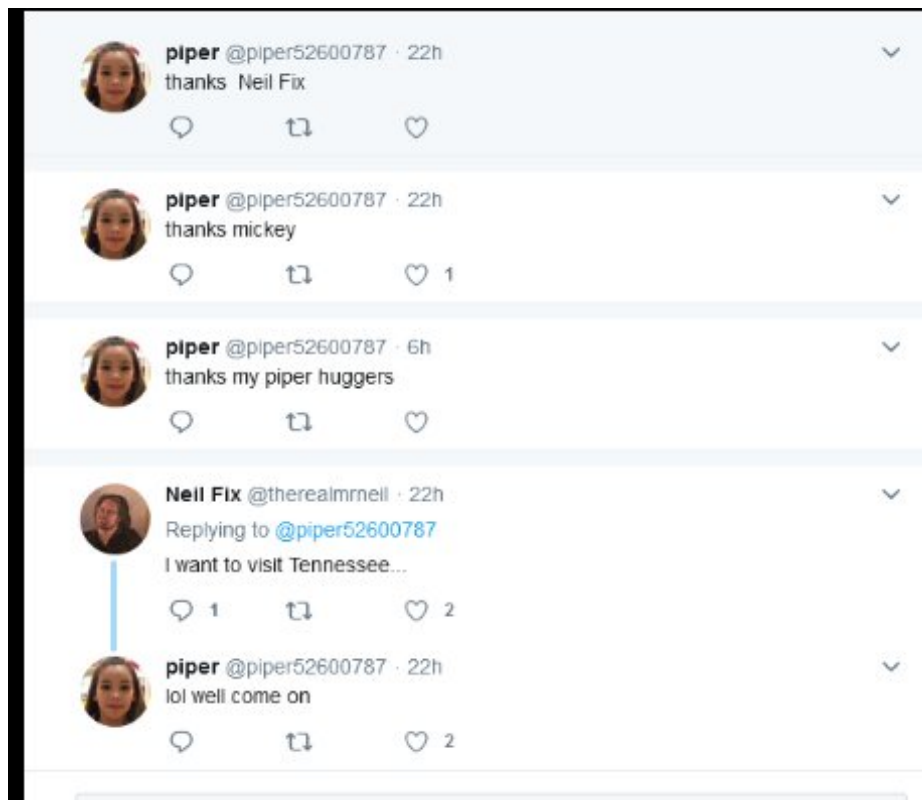 piper @piper52600787 · 22h
thanks Neil Fix
piper @piper52600787 · 22h
thanks mickey
1
piper @piper52600787 · 6h
thanks my piper huggers
Neil Fix @therealmrneil · 22h
Replying to @piper52600787
I want to visit Tennessee...
1 2
piper @piper52600787 · 22h
lol well come on
2